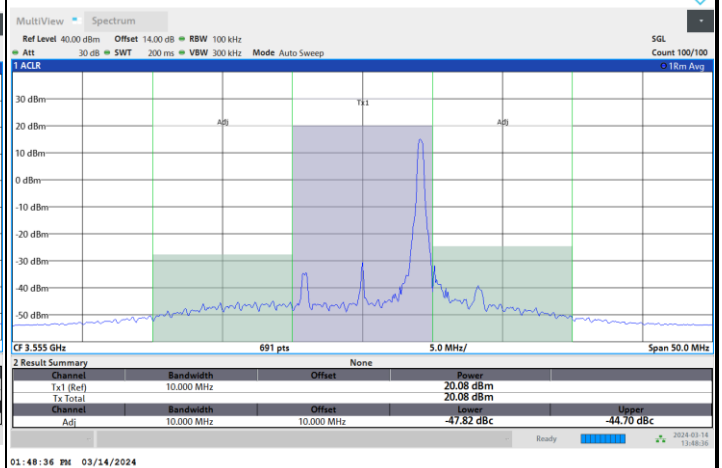 MultiView Spectrum
Ref Level 40.00 dBm Offset 14.00 dB RBW 100 kHz SGL
Att 30 dB SWT 200 ms VBW 300 kHz Mode Auto Sweep Count 100/100
1 ACLR 1Rm Avg
30 dBm
Tx1
20 dBm
Adj Adj
10 dBm
0 dBm
-10 dBm
-20 dBm
-30 dBm
-40 dBm
-50 dBm
CF 3.555 GHz 691 pts 5.0 MHz/ Span 50.0 MHz
2 Result Summary None
Channel Bandwidth Offset Power
Tx1 (Ref) 10.000 MHz 20.08 dBm
Tx Total 20.08 dBm
Channel Bandwidth Offset Lower Upper
Adj 10.000 MHz 10.000 MHz -47.82 dBc -44.70 dBc
Ready 2024-03-14
13:48:36
01:48:36 PM 03/14/2024